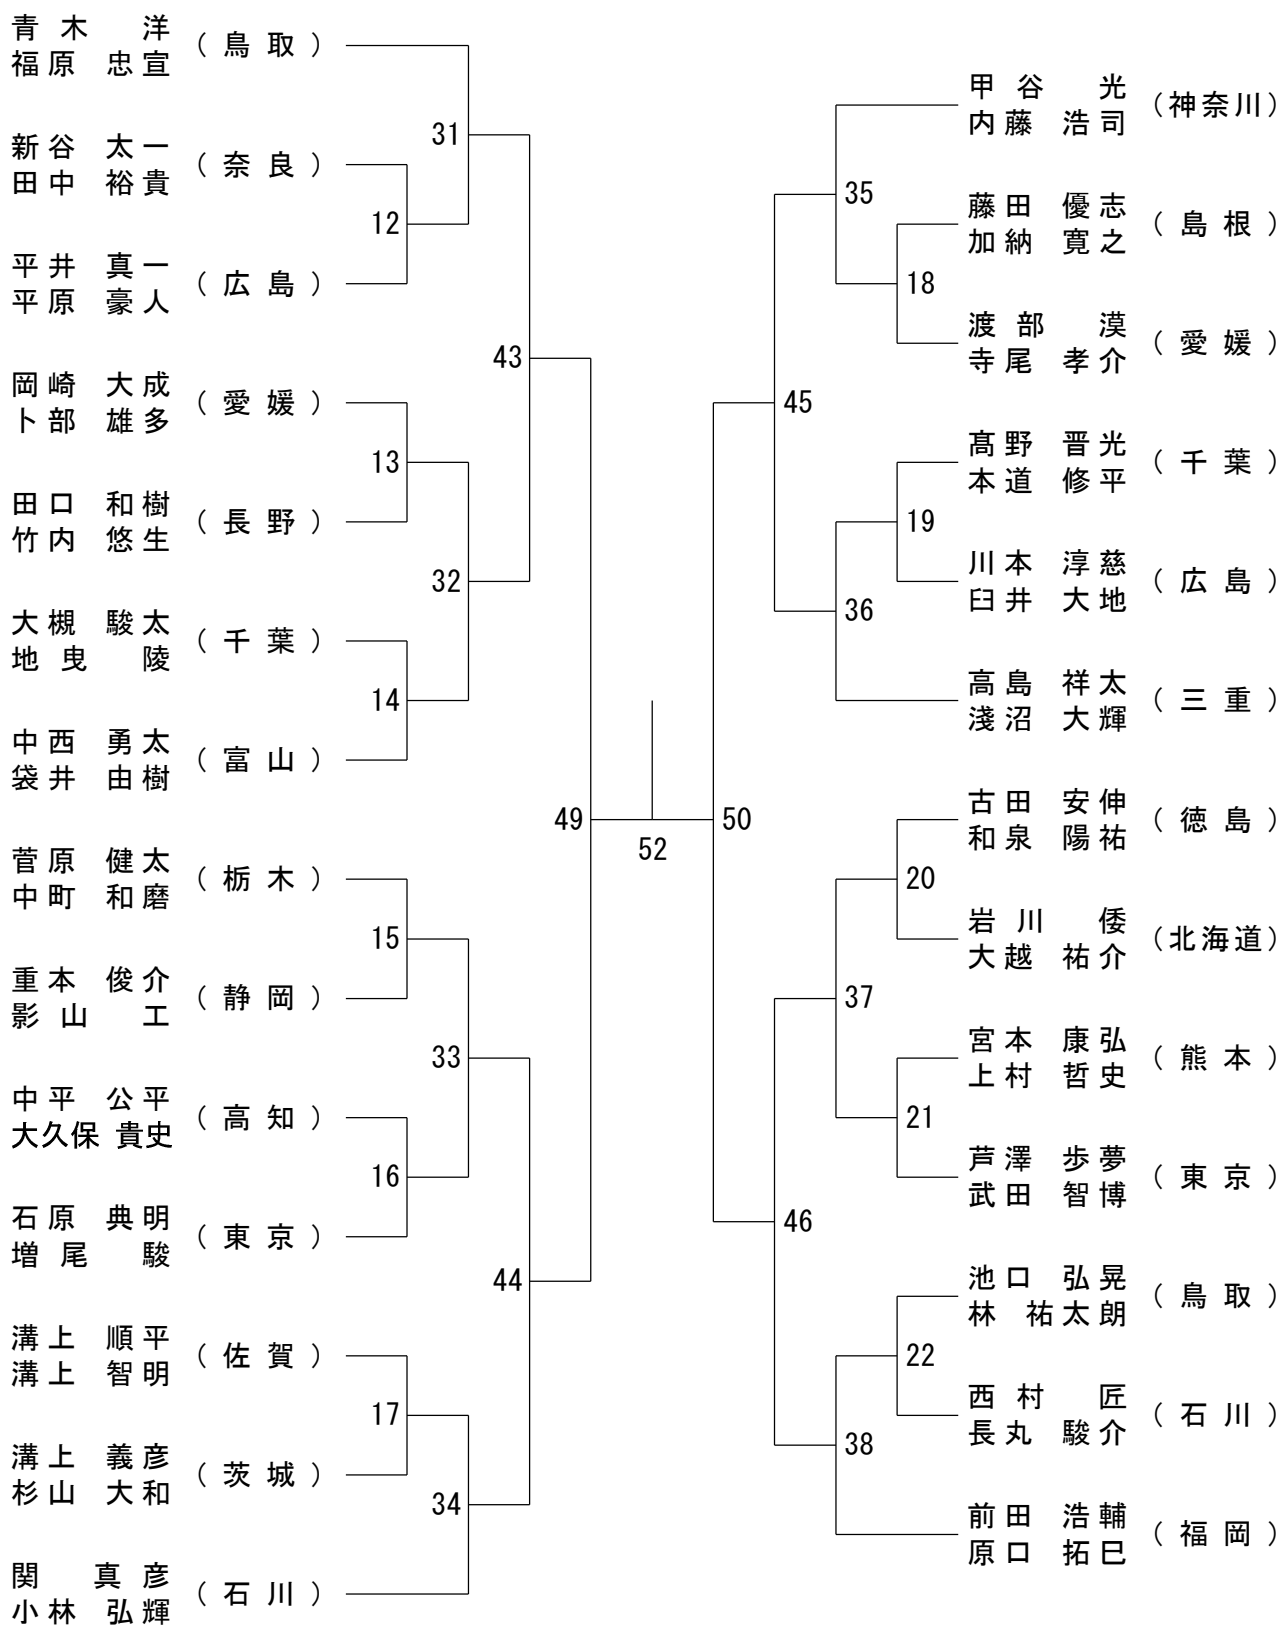 青木 洋
福原 忠宣
（鳥取）
新谷 太一
田中 裕貴
（奈良）
平井 真一
平原 豪人
（広島）
岡崎 大成
卜部 雄多
（愛媛）
田口 和樹
竹内 悠生
（長野）
大槻 駿太
地曳 陵
（千葉）
中西 勇太
袋井 由樹
（富山）
菅原 健太
中町 和磨
（栃木）
重本 俊介
影山 工
（静岡）
中平 公平
大久保 貴史
（高知）
石原 典明
増尾 駿
（東京）
溝上 順平
溝上 智明
（佐賀）
溝上 義彦
杉山 大和
（茨城）
関 真彦
小林 弘輝
（石川）
12
13
14
15
16
17
31
32
33
34
43
44
49
52
50
45
46
35
36
37
38
18
19
20
21
22
甲谷 光
内藤 浩司
（神奈川）
藤田 優志
加納 寛之
（島根）
渡部 漠
寺尾 孝介
（愛媛）
髙野 晋光
本道 修平
（千葉）
川本 淳慈
臼井 大地
（広島）
高島 祥太
淺沼 大輝
（三重）
古田 安伸
和泉 陽祐
（徳島）
岩川 倭
大越 祐介
（北海道）
宮本 康弘
上村 哲史
（熊本）
芦澤 歩夢
武田 智博
（東京）
池口 弘晃
林 祐太朗
（鳥取）
西村 匠
長丸 駿介
（石川）
前田 浩輔
原口 拓巳
（福岡）